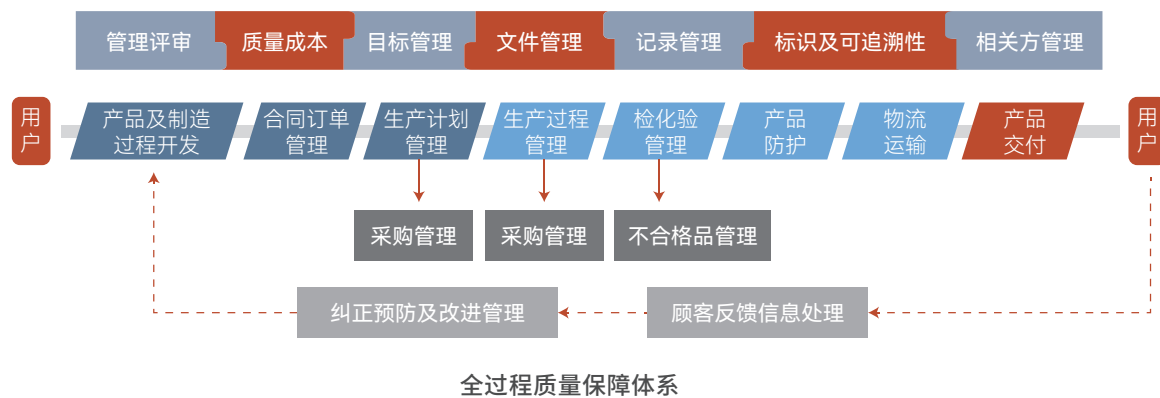 管理评审
质量成本
目标管理
文件管理
记录管理
标识及可追溯性
相关方管理
用户
产品及制造
过程开发
合同订单
管理
生产计划
管理
生产过程
管理
检化验
管理
产品
防护
物流
运输
产品
交付
用户
采购管理
采购管理
不合格品管理
纠正预防及改进管理
顾客反馈信息处理
全过程质量保障体系